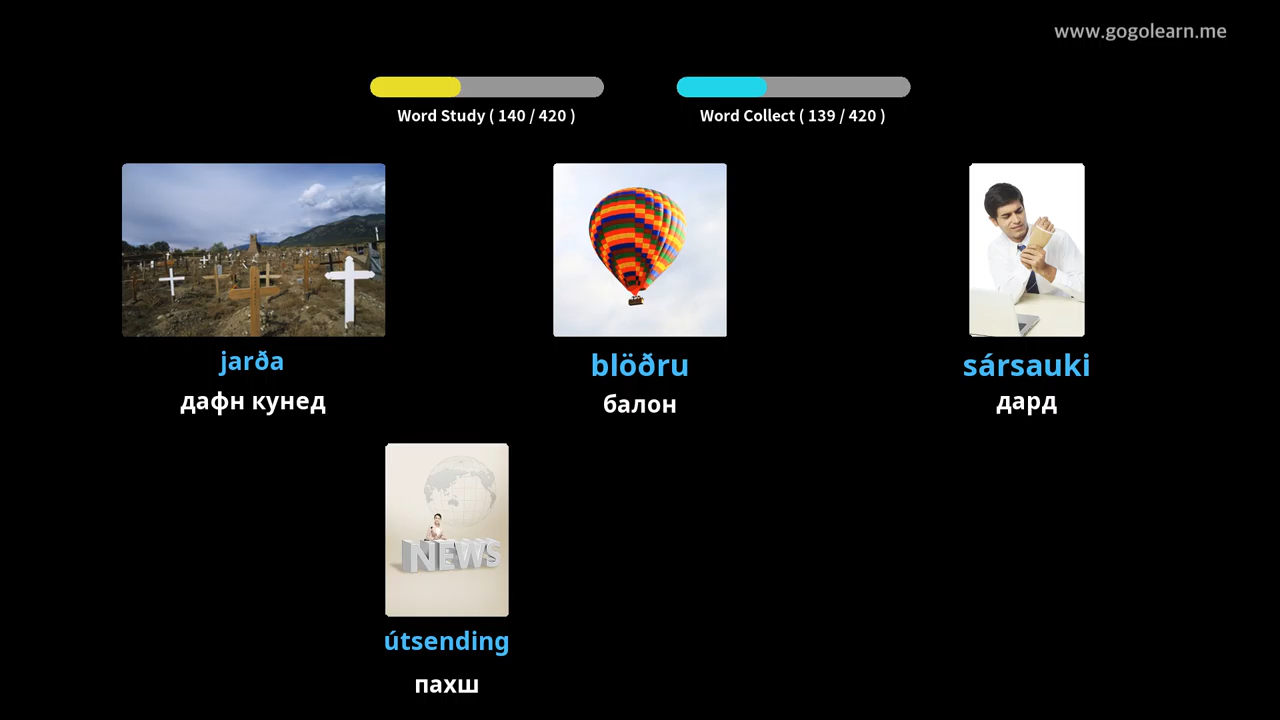 www.gogolearn.me
Word Study ( 140 / 420 )
Word Collect ( 139 / 420 )
jarða
дафн кунед
blöðru
балон
sársauki
дард
NEWS
útsending
пахш